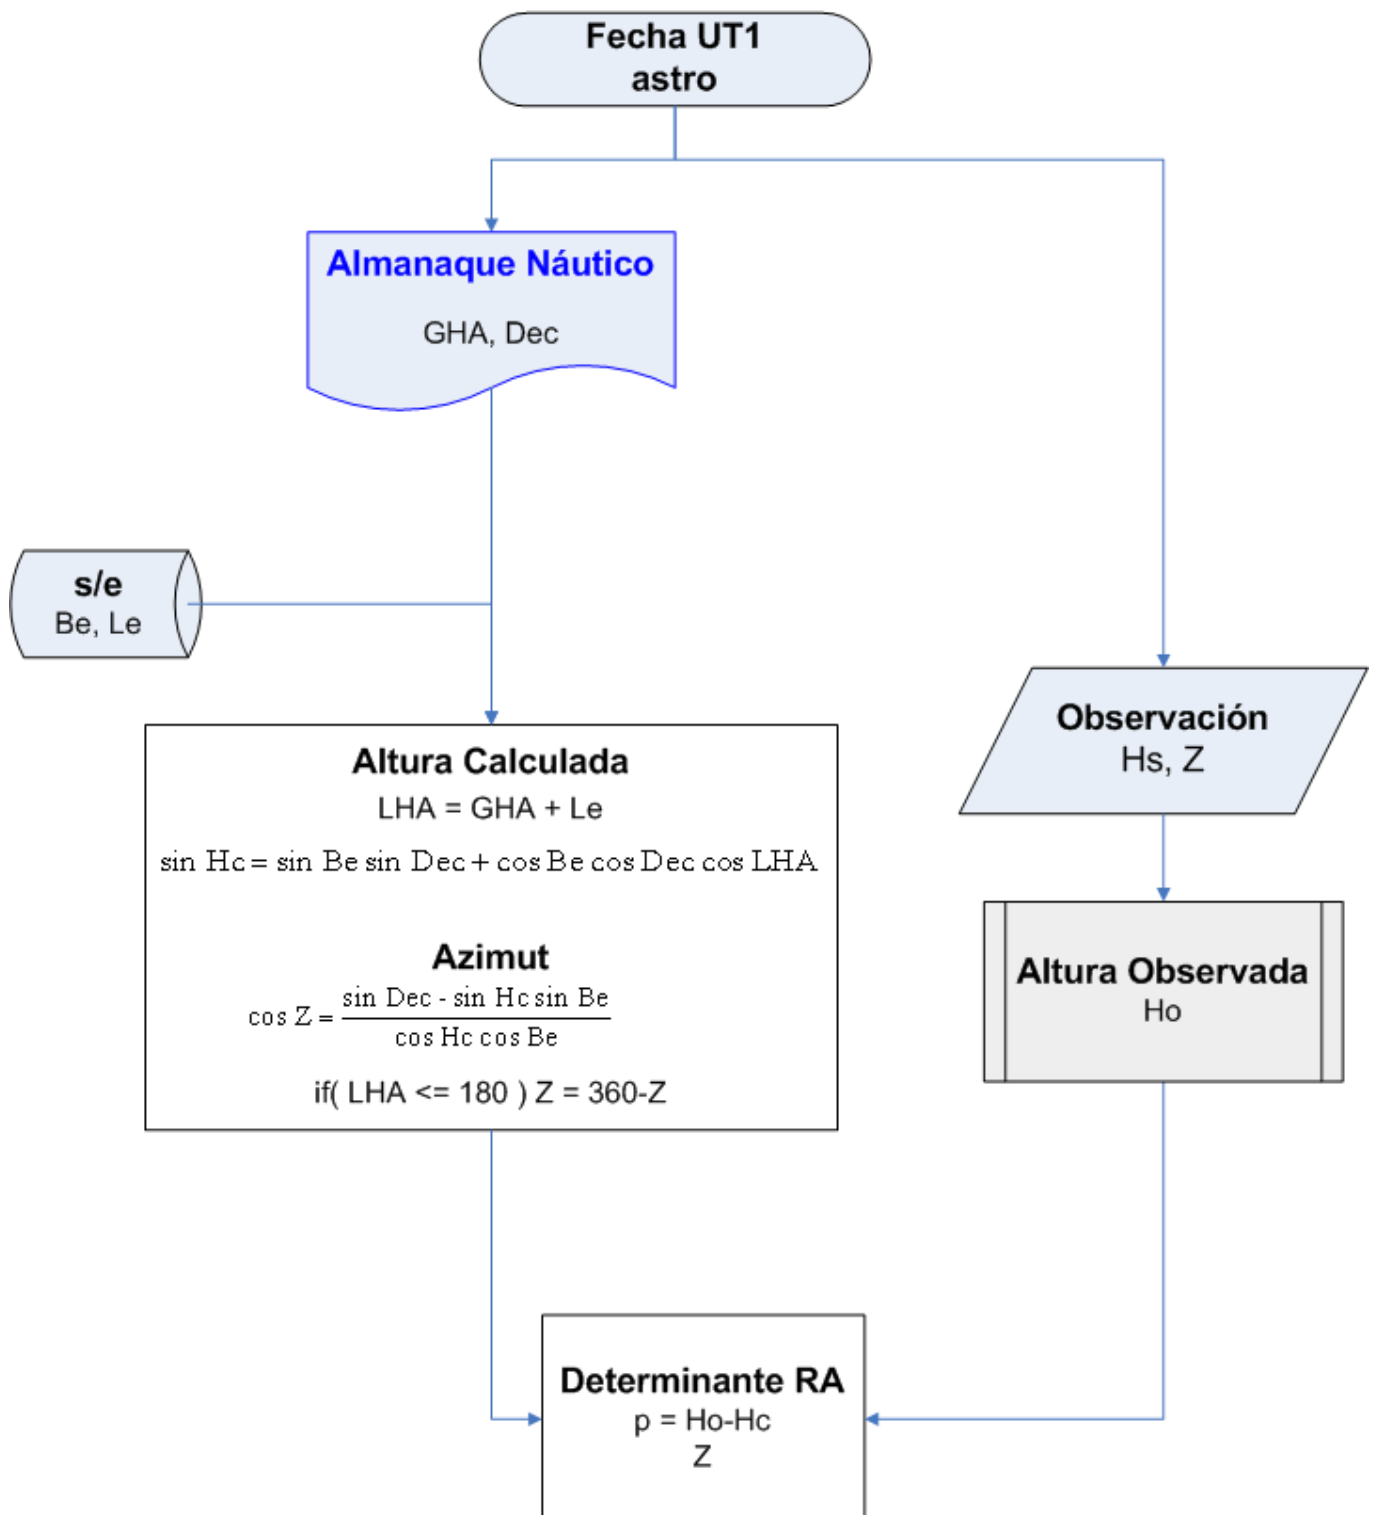 Fecha UT1
astro
Almanaque Náutico
GHA, Dec
s/e
Be, Le
Altura Calculada
LHA = GHA + Le
sin Hc = sin Be sin Dec + cos Be cos Dec cos LHA
Azimut
cos Z = (sin Dec - sin Hc sin Be) / (cos Hc cos Be)
if( LHA <= 180 ) Z = 360-Z
Observación
Hs, Z
Altura Observada
Ho
Determinante RA
p = Ho-Hc
Z